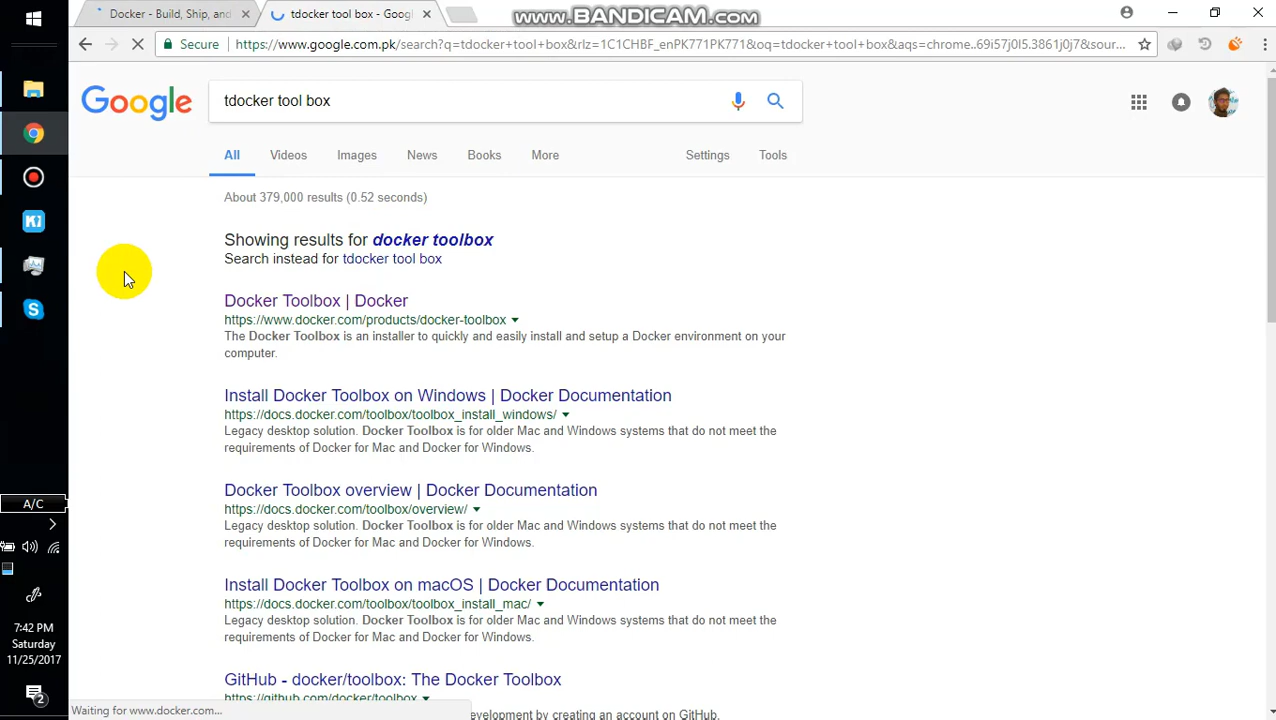 Docker - Build, Ship, and
tdocker tool box - Googl
www.BANDICAM.com
Secure
https://www.google.com.pk/search?q=tdocker+tool+box&rlz=1C1CHBF_enPK771PK771&oq=tdocker+tool+box&aqs=chrome..69i57j0l5.3861j0j7&sour...
Google
tdocker tool box
All
Videos
Images
News
Books
More
Settings
Tools
About 379,000 results (0.52 seconds)
Showing results for docker toolbox
Search instead for tdocker tool box
Docker Toolbox | Docker
https://www.docker.com/products/docker-toolbox
The Docker Toolbox is an installer to quickly and easily install and setup a Docker environment on your
computer.
Install Docker Toolbox on Windows | Docker Documentation
https://docs.docker.com/toolbox/toolbox_install_windows/
Legacy desktop solution. Docker Toolbox is for older Mac and Windows systems that do not meet the
requirements of Docker for Mac and Docker for Windows.
Docker Toolbox overview | Docker Documentation
https://docs.docker.com/toolbox/overview/
Legacy desktop solution. Docker Toolbox is for older Mac and Windows systems that do not meet the
requirements of Docker for Mac and Docker for Windows.
Install Docker Toolbox on macOS | Docker Documentation
https://docs.docker.com/toolbox/toolbox_install_mac/
Legacy desktop solution. Docker Toolbox is for older Mac and Windows systems that do not meet the
requirements of Docker for Mac and Docker for Windows.
GitHub - docker/toolbox: The Docker Toolbox
https://github.com/docker/toolbox
evelopment by creating an account on GitHub.
Waiting for www.docker.com...
A/C
7:42 PM
Saturday
11/25/2017
2